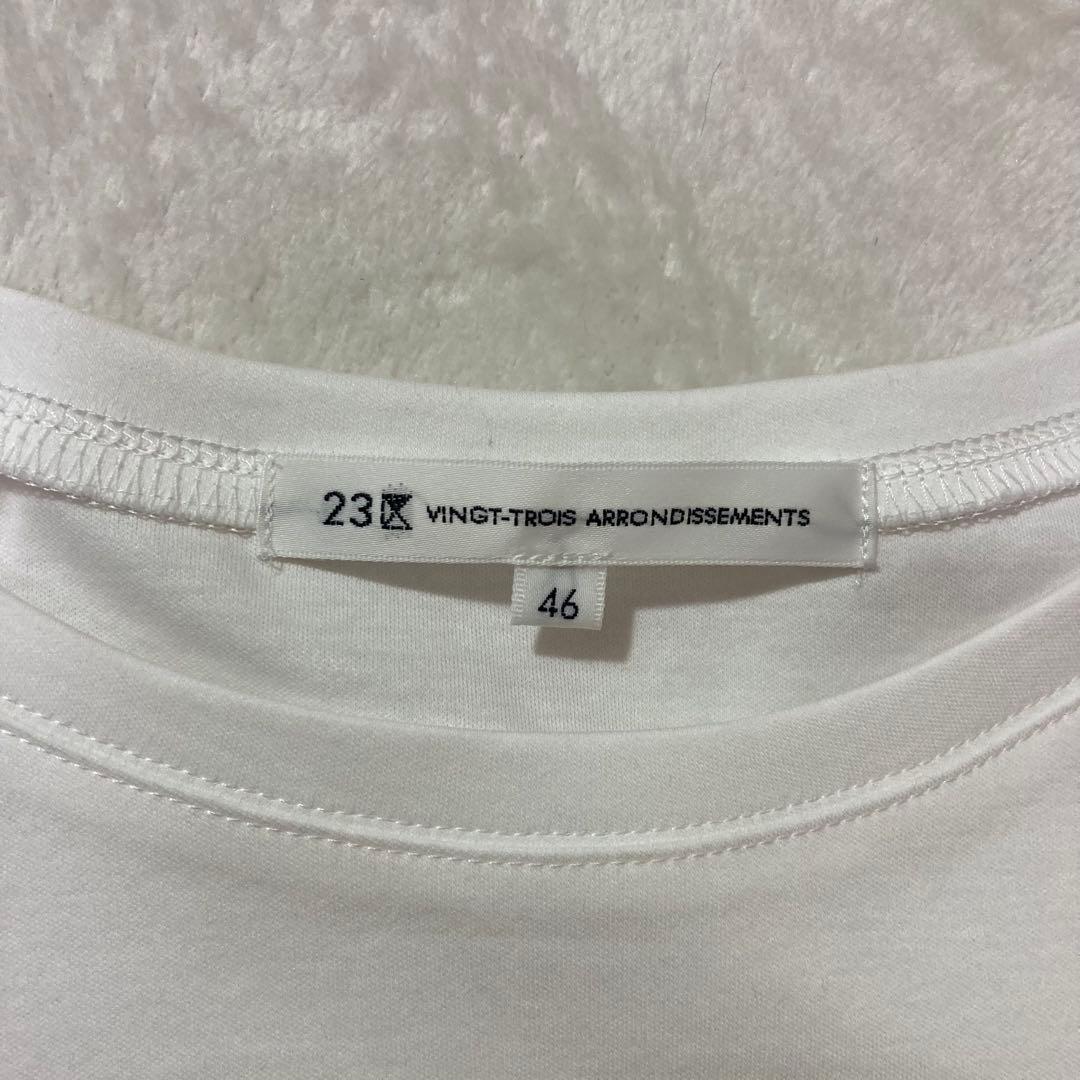 23区 VINGT-TROIS ARRONDISSEMENTS
46